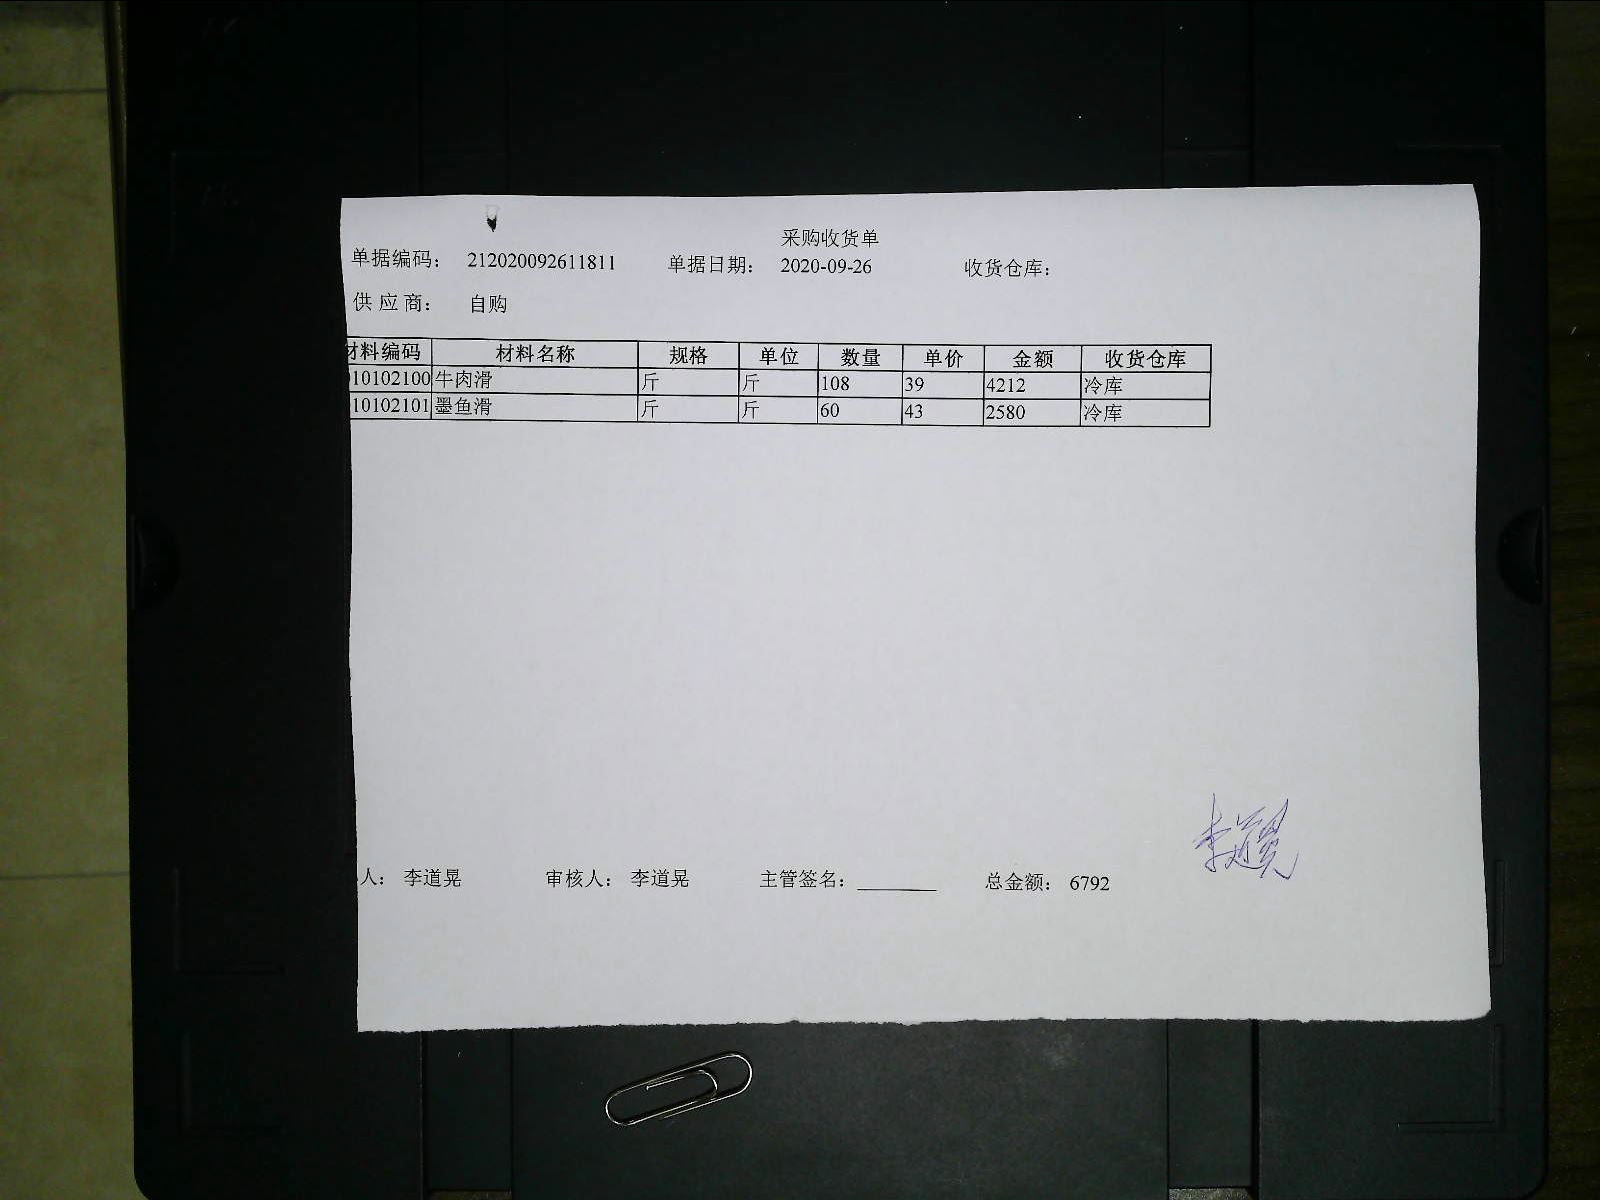 采购收货单
单据编码： 212020092611811 单据日期： 2020-09-26 收货仓库：
供 应 商： 自购
材料编码 材料名称 规格 单位 数量 单价 金额 收货仓库
10102100 牛肉滑 斤 斤 108 39 4212 冷库
10102101 墨鱼滑 斤 斤 60 43 2580 冷库
李道晃
人： 李道晃 审核人： 李道晃 主管签名： 总金额： 6792